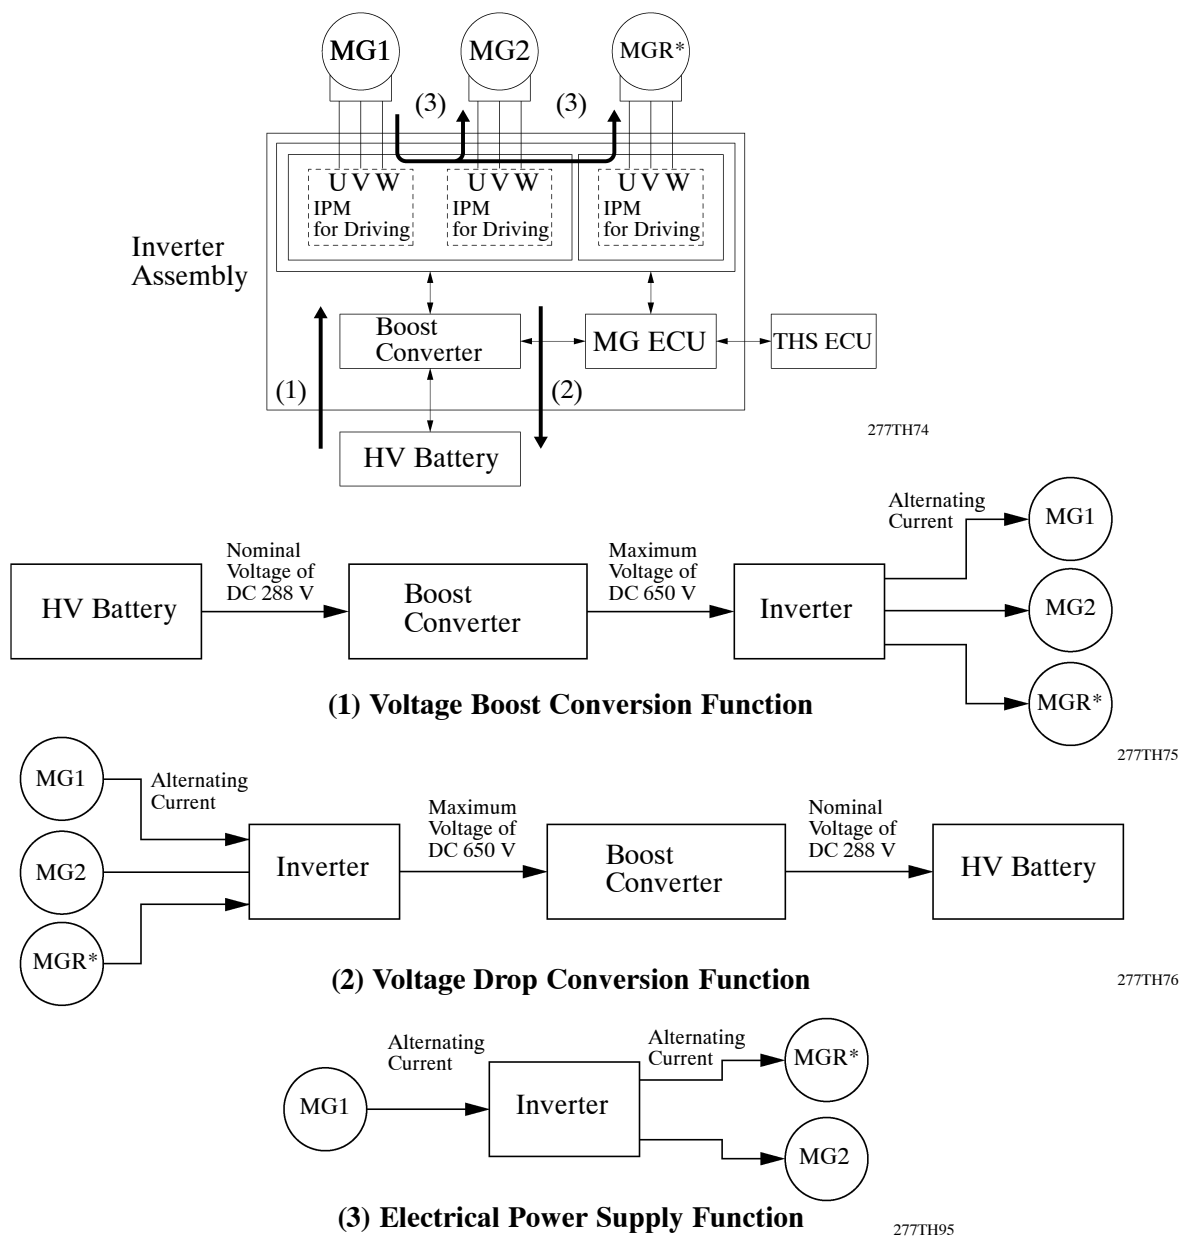 MG1
MG2
MGR*
(3)
(3)
U V W
U V W
U V W
IPM
for Driving
IPM
for Driving
IPM
for Driving
Inverter
Assembly
Boost
Converter
MG ECU
THS ECU
(1)
(2)
277TH74
HV Battery
Alternating
Current
MG1
Nominal
Voltage of
DC 288 V
Maximum
Voltage of
DC 650 V
HV Battery
Boost
Converter
Inverter
MG2
MGR*
(1) Voltage Boost Conversion Function
277TH75
MG1
Alternating
Current
Maximum
Voltage of
DC 650 V
Nominal
Voltage of
DC 288 V
MG2
Inverter
Boost
Converter
HV Battery
MGR*
(2) Voltage Drop Conversion Function
277TH76
Alternating
Current
Alternating
Current
MGR*
MG1
Inverter
MG2
(3) Electrical Power Supply Function
277TH95